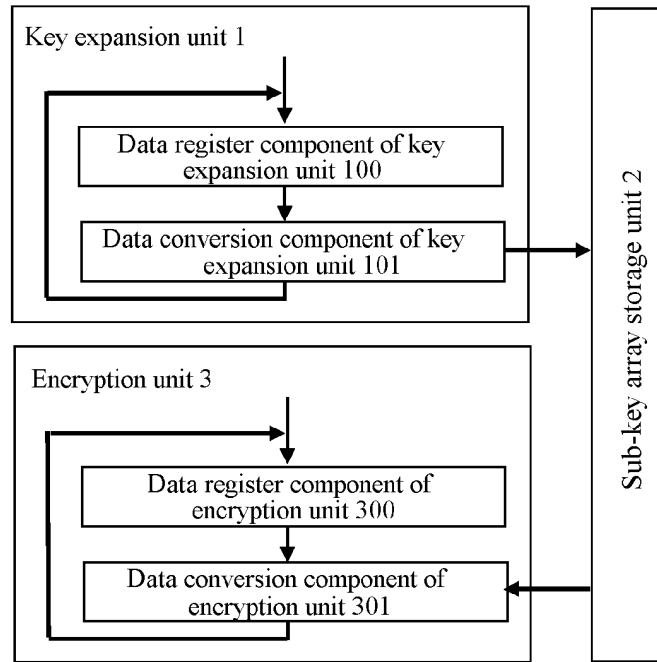 Key expansion unit 1
Data register component of key
expansion unit 100
Data conversion component of key
expansion unit 101
Encryption unit 3
Data register component of
encryption unit 300
Data conversion component of
encryption unit 301
Sub-key array storage unit 2